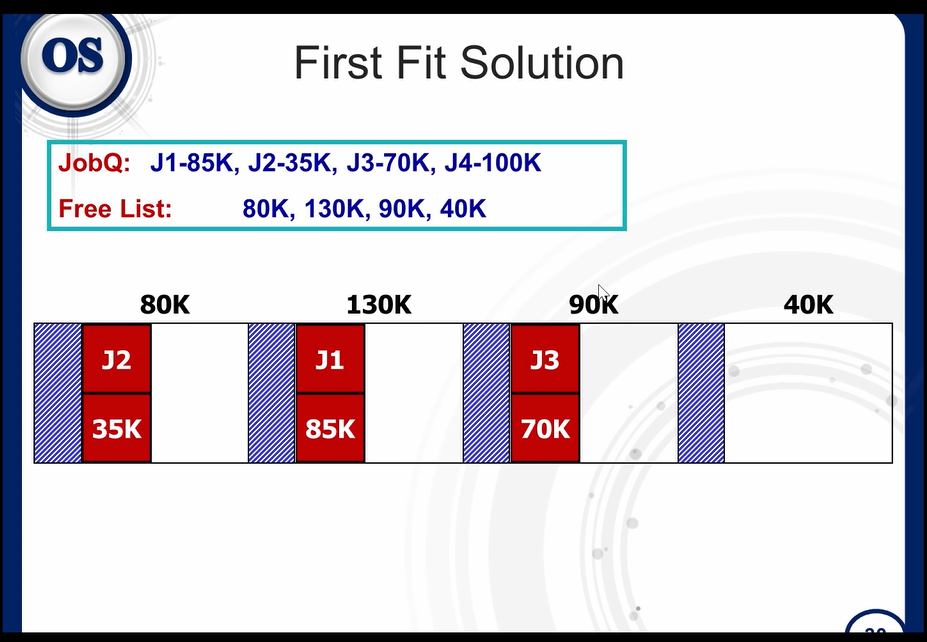 OS
First Fit Solution
JobQ: J1-85K, J2-35K, J3-70K, J4-100K
Free List: 80K, 130K, 90K, 40K
80K 130K 90K 40K
J2 J1 J3
35K 85K 70K